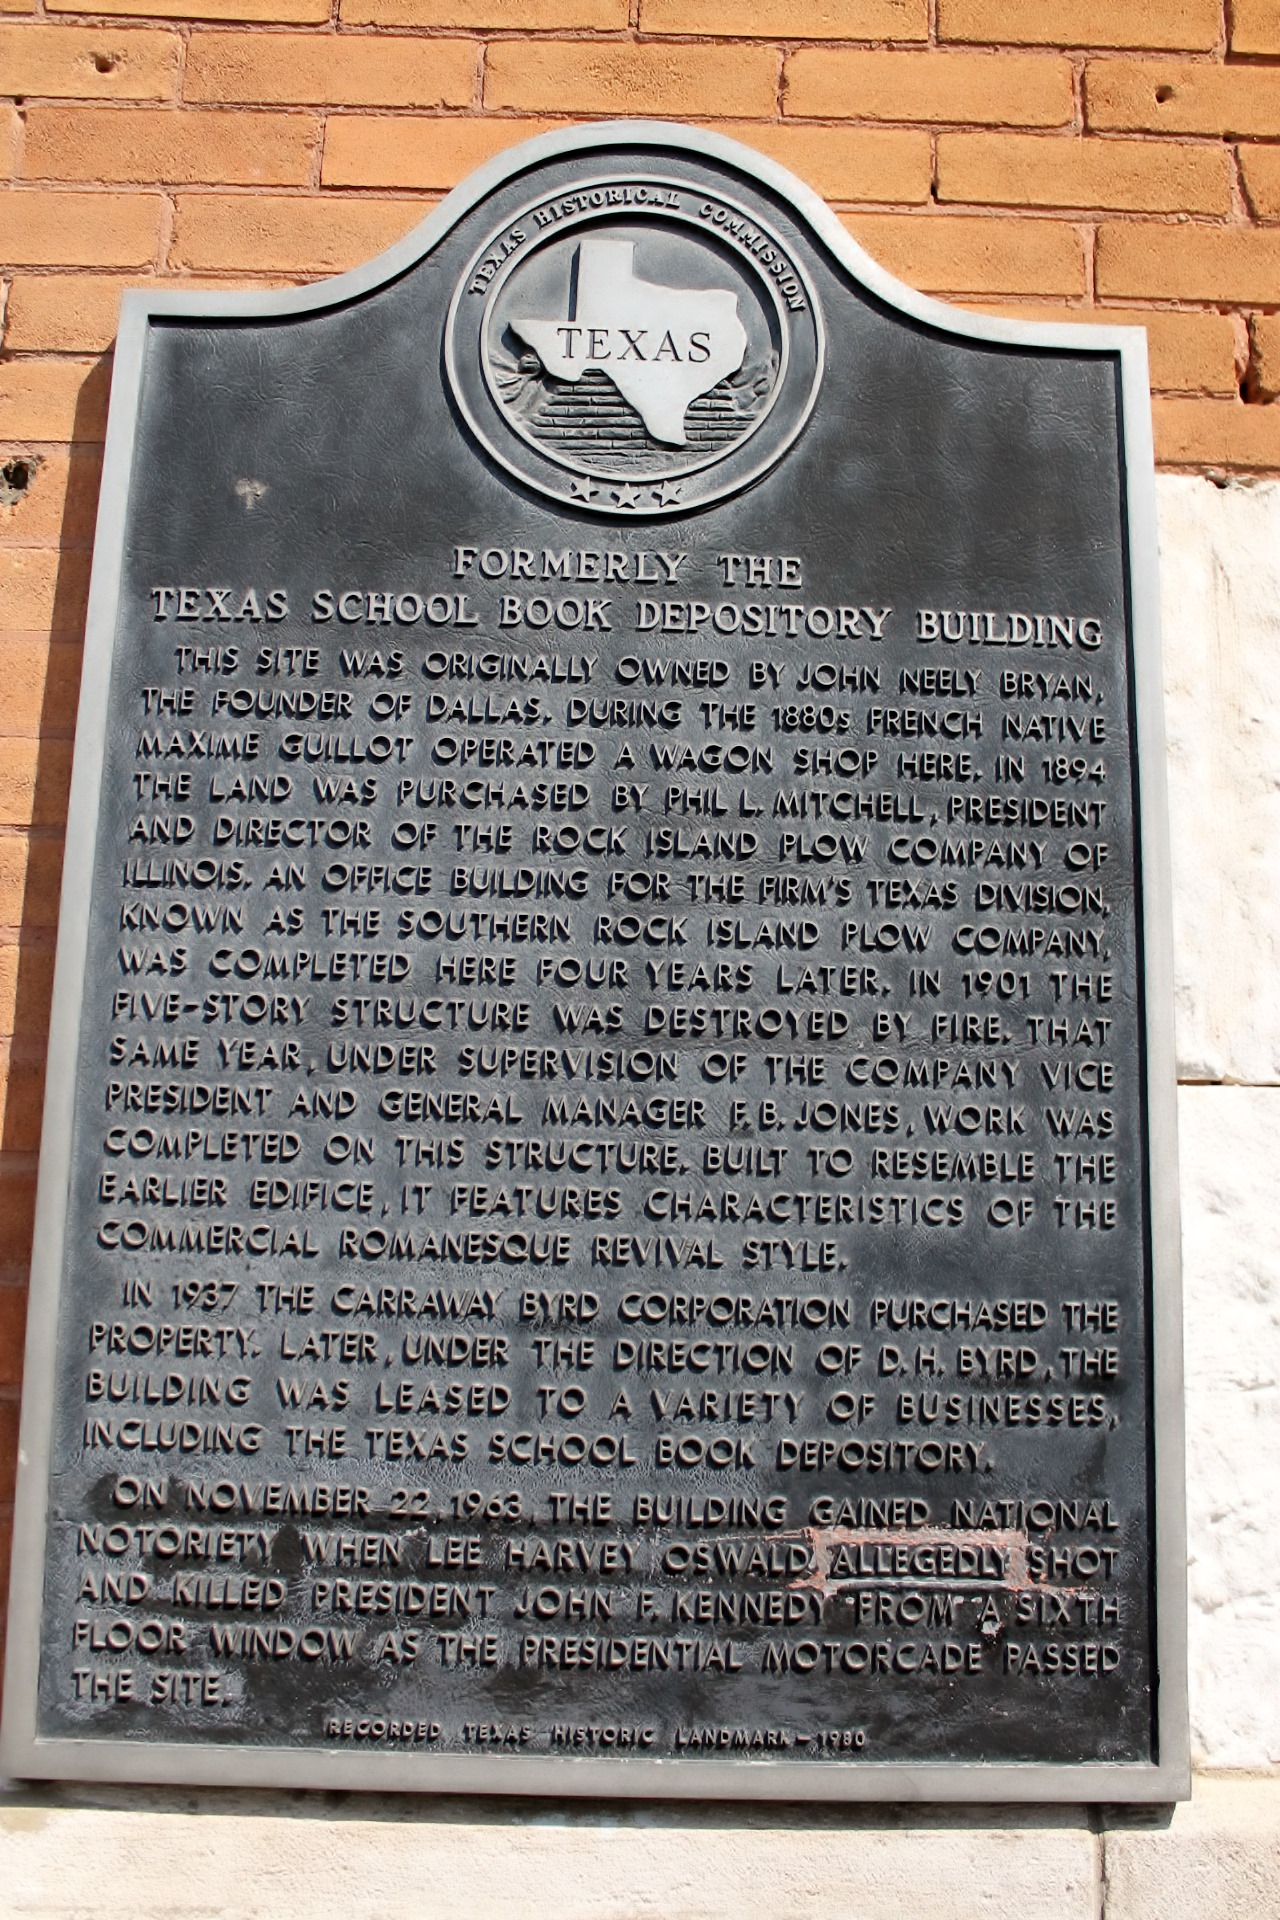 TEXAS HISTORICAL COMMISSION
TEXAS
FORMERLY THE
TEXAS SCHOOL BOOK DEPOSITORY BUILDING
THIS SITE WAS ORIGINALLY OWNED BY JOHN NEELY BRYAN,
THE FOUNDER OF DALLAS. DURING THE 1880s FRENCH NATIVE
MAXIME GUILLOT OPERATED A WAGON SHOP HERE. IN 1894
THE LAND WAS PURCHASED BY PHIL L. MITCHELL, PRESIDENT
AND DIRECTOR OF THE ROCK ISLAND PLOW COMPANY OF
ILLINOIS. AN OFFICE BUILDING FOR THE FIRM'S TEXAS DIVISION,
KNOWN AS THE SOUTHERN ROCK ISLAND PLOW COMPANY,
WAS COMPLETED HERE FOUR YEARS LATER. IN 1901 THE
FIVE-STORY STRUCTURE WAS DESTROYED BY FIRE. THAT
SAME YEAR, UNDER SUPERVISION OF THE COMPANY VICE
PRESIDENT AND GENERAL MANAGER F. B. JONES, WORK WAS
COMPLETED ON THIS STRUCTURE. BUILT TO RESEMBLE THE
EARLIER EDIFICE, IT FEATURES CHARACTERISTICS OF THE
COMMERCIAL ROMANESQUE REVIVAL STYLE.
IN 1937 THE CARRAWAY BYRD CORPORATION PURCHASED THE
PROPERTY. LATER, UNDER THE DIRECTION OF D. H. BYRD, THE
BUILDING WAS LEASED TO A VARIETY OF BUSINESSES,
INCLUDING THE TEXAS SCHOOL BOOK DEPOSITORY.
ON NOVEMBER 22, 1963, THE BUILDING GAINED NATIONAL
NOTORIETY WHEN LEE HARVEY OSWALD ALLEGEDLY SHOT
AND KILLED PRESIDENT JOHN F. KENNEDY FROM A SIXTH
FLOOR WINDOW AS THE PRESIDENTIAL MOTORCADE PASSED
THE SITE.
RECORDED TEXAS HISTORIC LANDMARK – 1980